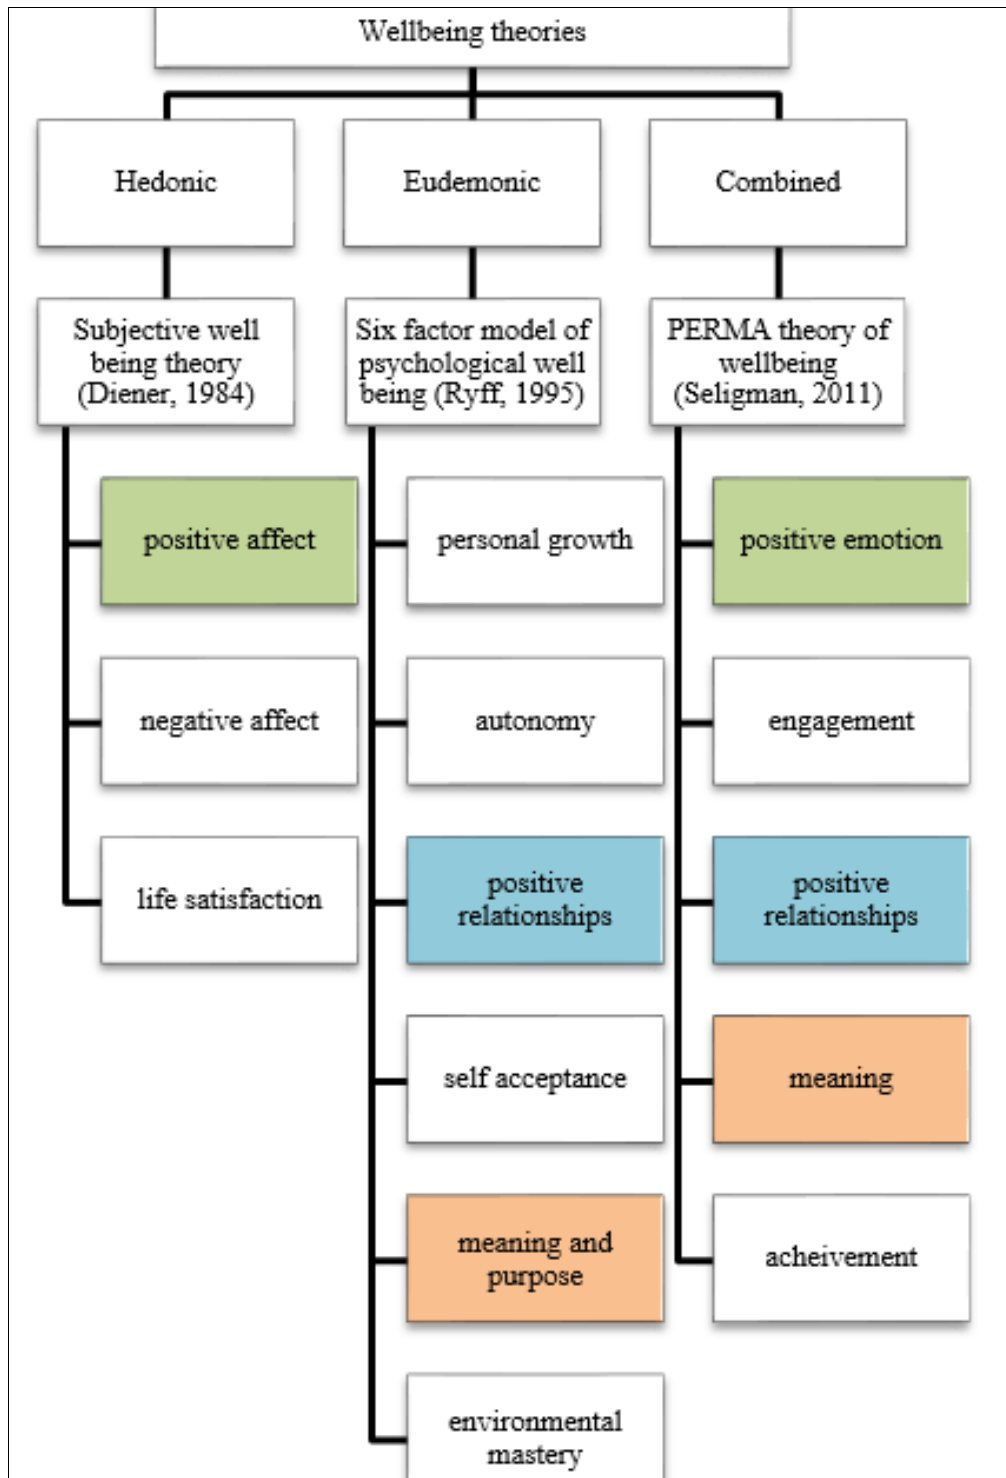 Wellbeing theories
Hedonic
Eudemonic
Combined
Subjective well
being theory
(Diener, 1984)
Six factor model of
psychological well
being (Ryff, 1995)
PERMA theory of
wellbeing
(Seligman, 2011)
positive affect
personal growth
positive emotion
negative affect
autonomy
engagement
life satisfaction
positive
relationships
positive
relationships
self acceptance
meaning
meaning and
purpose
acheivement
environmental
mastery